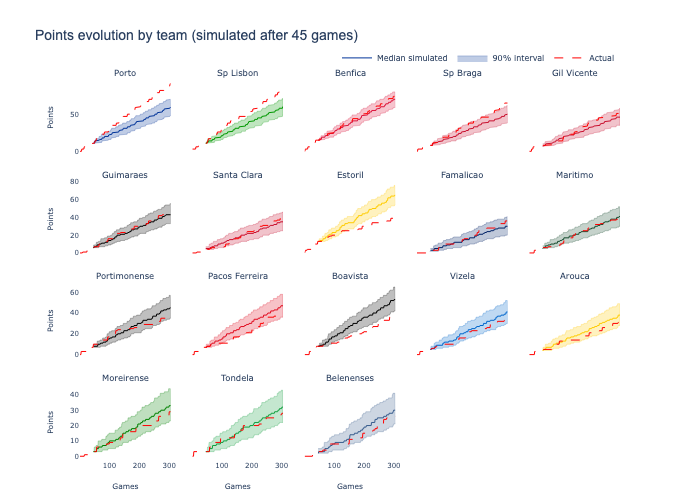 Points evolution by team (simulated after 45 games)
Median simulated 90% interval Actual
Porto Sp Lisbon Benfica Sp Braga Gil Vicente
Points
50
0
Guimaraes Santa Clara Estoril Famalicao Maritimo
Points
80
60
40
20
0
Portimonense Pacos Ferreira Boavista Vizela Arouca
Points
60
40
20
0
Moreirense Tondela Belenenses
Points
40
30
20
10
0
100 200 300 100 200 300 100 200 300
Games Games